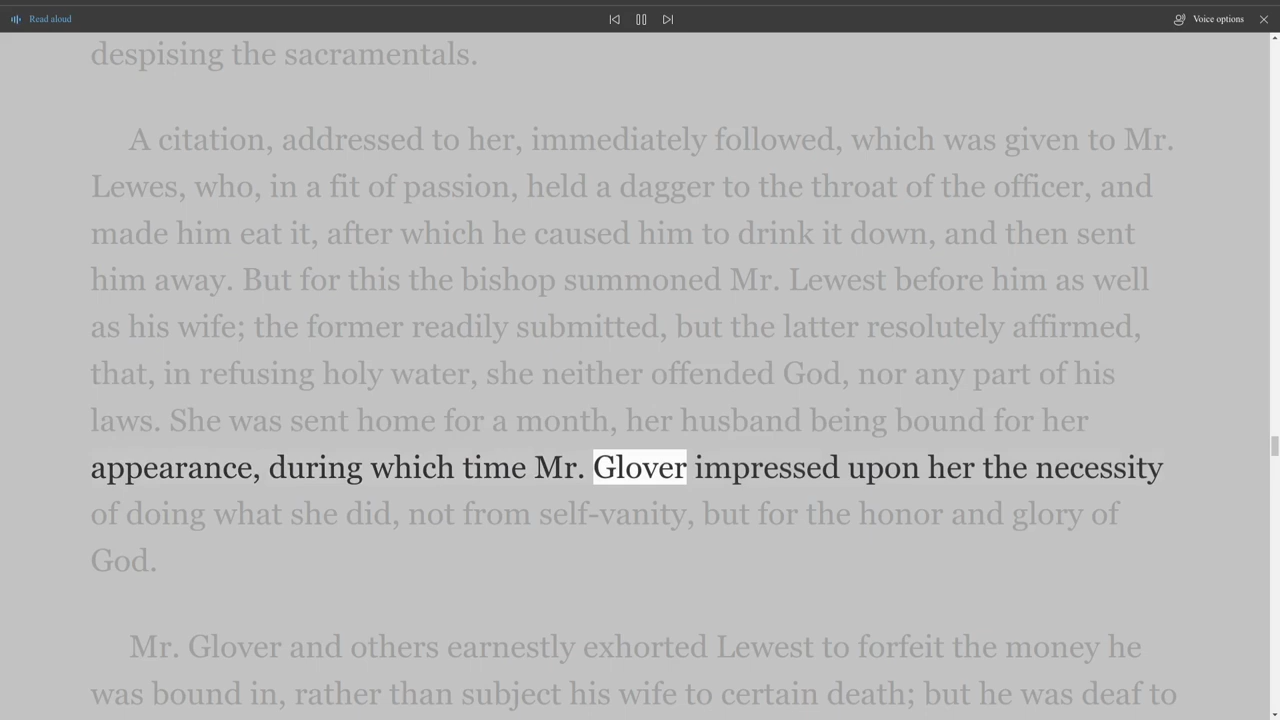 Read aloud
Voice options
despising the sacramentals.
A citation, addressed to her, immediately followed, which was given to Mr.
Lewes, who, in a fit of passion, held a dagger to the throat of the officer, and
made him eat it, after which he caused him to drink it down, and then sent
him away. But for this the bishop summoned Mr. Lewest before him as well
as his wife; the former readily submitted, but the latter resolutely affirmed,
that, in refusing holy water, she neither offended God, nor any part of his
laws. She was sent home for a month, her husband being bound for her
appearance, during which time Mr. Glover impressed upon her the necessity
of doing what she did, not from self-vanity, but for the honor and glory of
God.
Mr. Glover and others earnestly exhorted Lewest to forfeit the money he
was bound in, rather than subject his wife to certain death; but he was deaf to